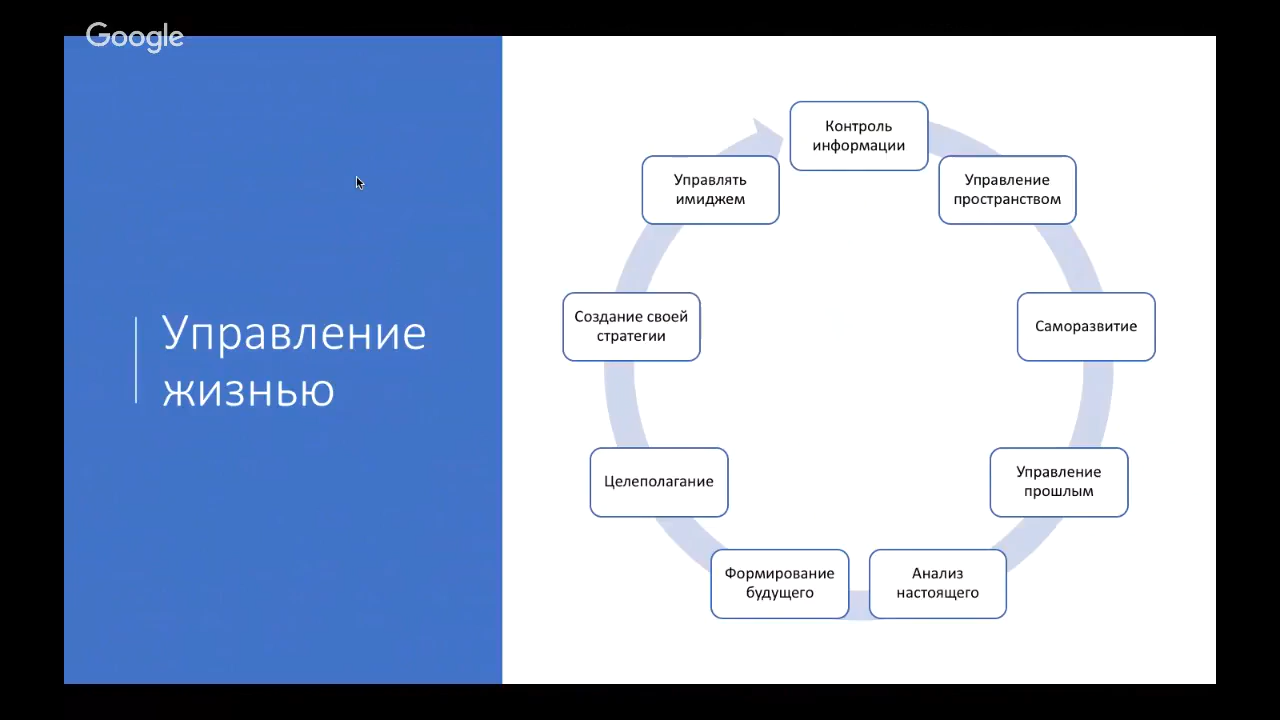 Google
Управление
жизнью
Контроль
информации
Управление
пространством
Саморазвитие
Управление
прошлым
Анализ
настоящего
Формирование
будущего
Целеполагание
Создание своей
стратегии
Управлять
имиджем